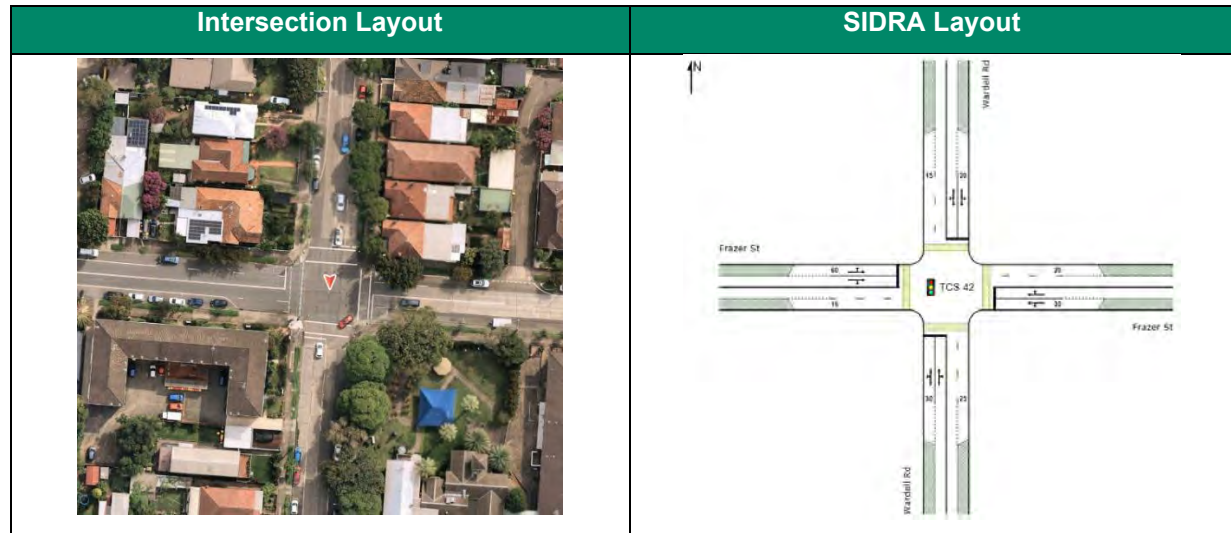 Intersection Layout
SIDRA Layout
N
Wardell Rd
15
20
Frazer St
60
20
TCS 42
15
30
Frazer St
30
25
Wardell Rd